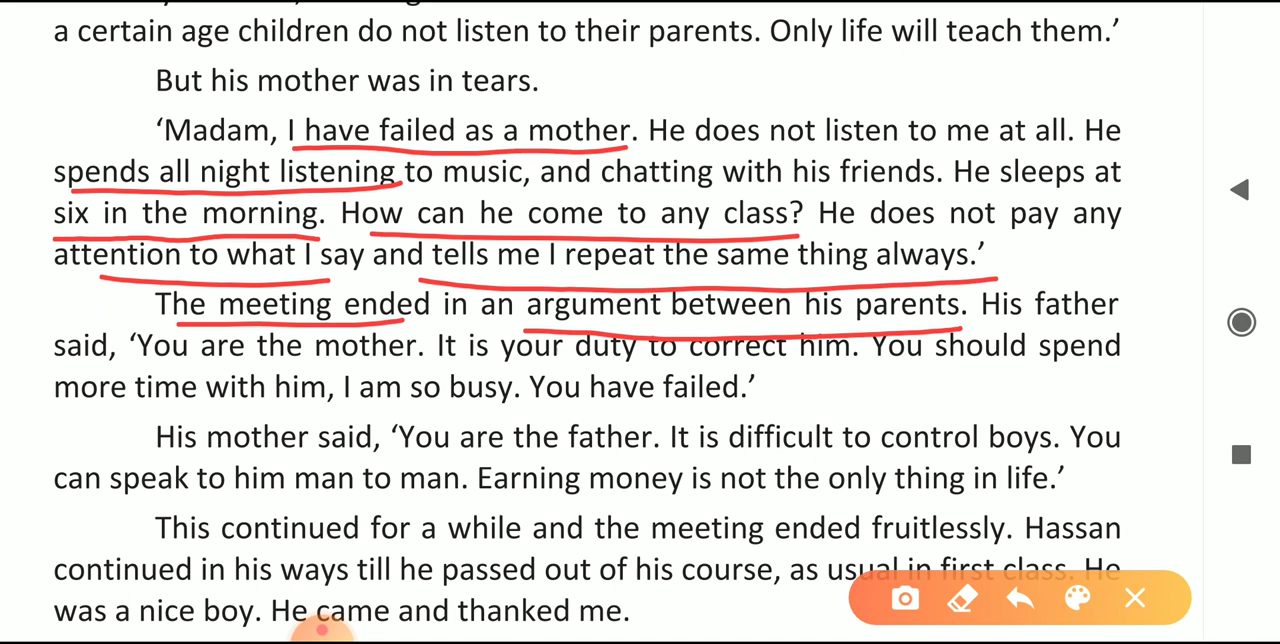 a certain age children do not listen to their parents. Only life will teach them.’
But his mother was in tears.
‘Madam, I have failed as a mother. He does not listen to me at all. He
spends all night listening to music, and chatting with his friends. He sleeps at
six in the morning. How can he come to any class? He does not pay any
attention to what I say and tells me I repeat the same thing always.’
The meeting ended in an argument between his parents. His father
said, ‘You are the mother. It is your duty to correct him. You should spend
more time with him, I am so busy. You have failed.’
His mother said, ‘You are the father. It is difficult to control boys. You
can speak to him man to man. Earning money is not the only thing in life.’
This continued for a while and the meeting ended fruitlessly. Hassan
continued in his ways till he passed out of his course, as usual in first class. He
was a nice boy. He came and thanked me.